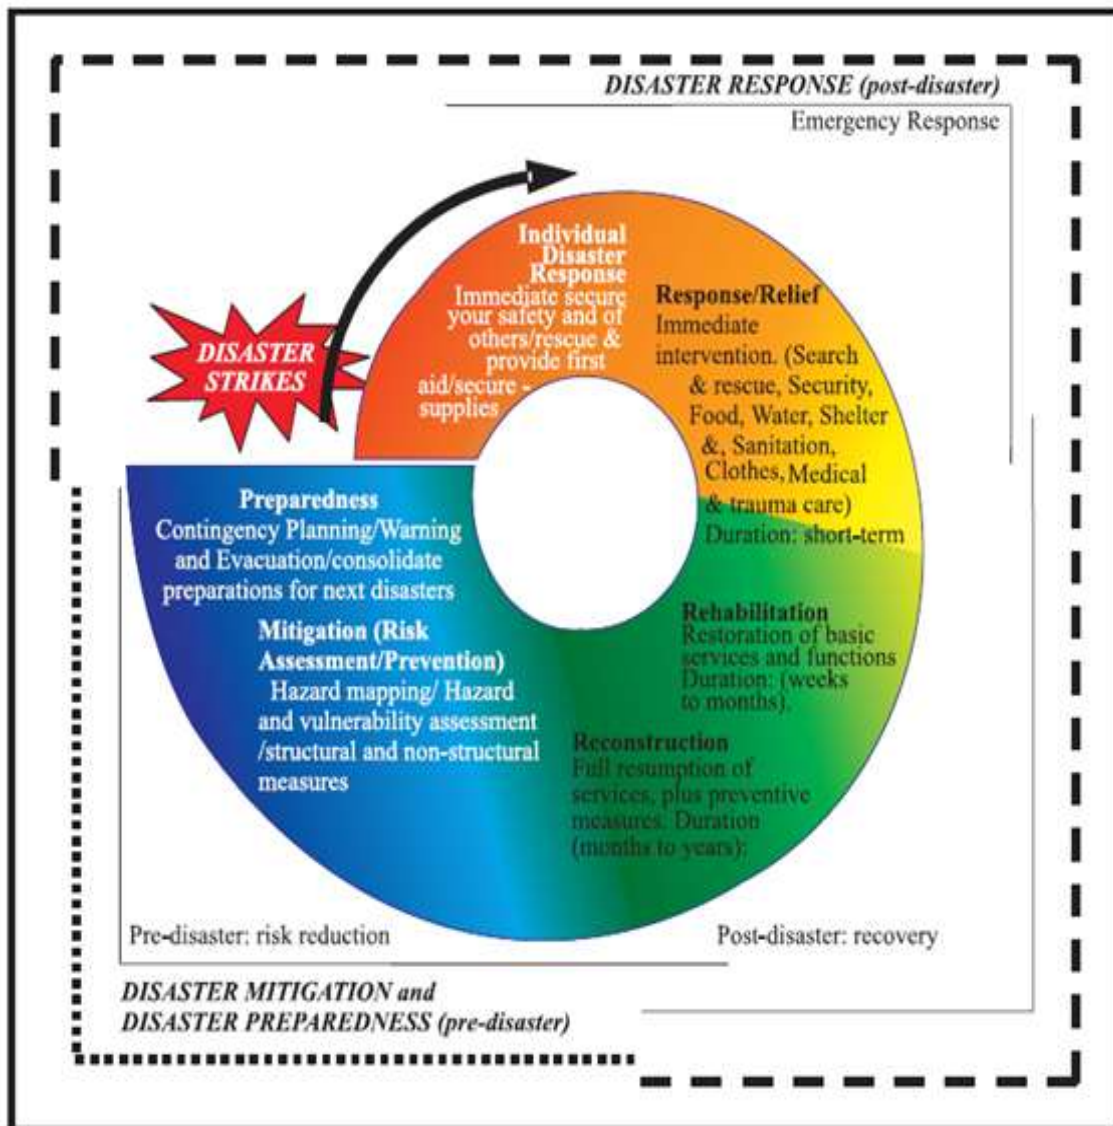 DISASTER RESPONSE (post-disaster)
Emergency Response
DISASTER
STRIKES
Individual
Disaster
Response
Immediate secure
your safety and of
others/rescue &
provide first
aid/secure -
supplies
Response/Relief
Immediate
intervention. (Search
& rescue, Security,
Food, Water, Shelter
&, Sanitation,
Clothes, Medical
& trauma care)
Duration: short-term
Rehabilitation
Restoration of basic
services and functions
Duration: (weeks
to months).
Reconstruction
Full resumption of
services, plus preventive
measures. Duration
(months to years):
Mitigation (Risk
Assessment/Prevention)
Hazard mapping/ Hazard
and vulnerability assessment
/structural and non-structural
measures
Preparedness
Contingency Planning/Warning
and Evacuation/consolidate
preparations for next disasters
Pre-disaster: risk reduction
Post-disaster: recovery
DISASTER MITIGATION and
DISASTER PREPAREDNESS (pre-disaster)